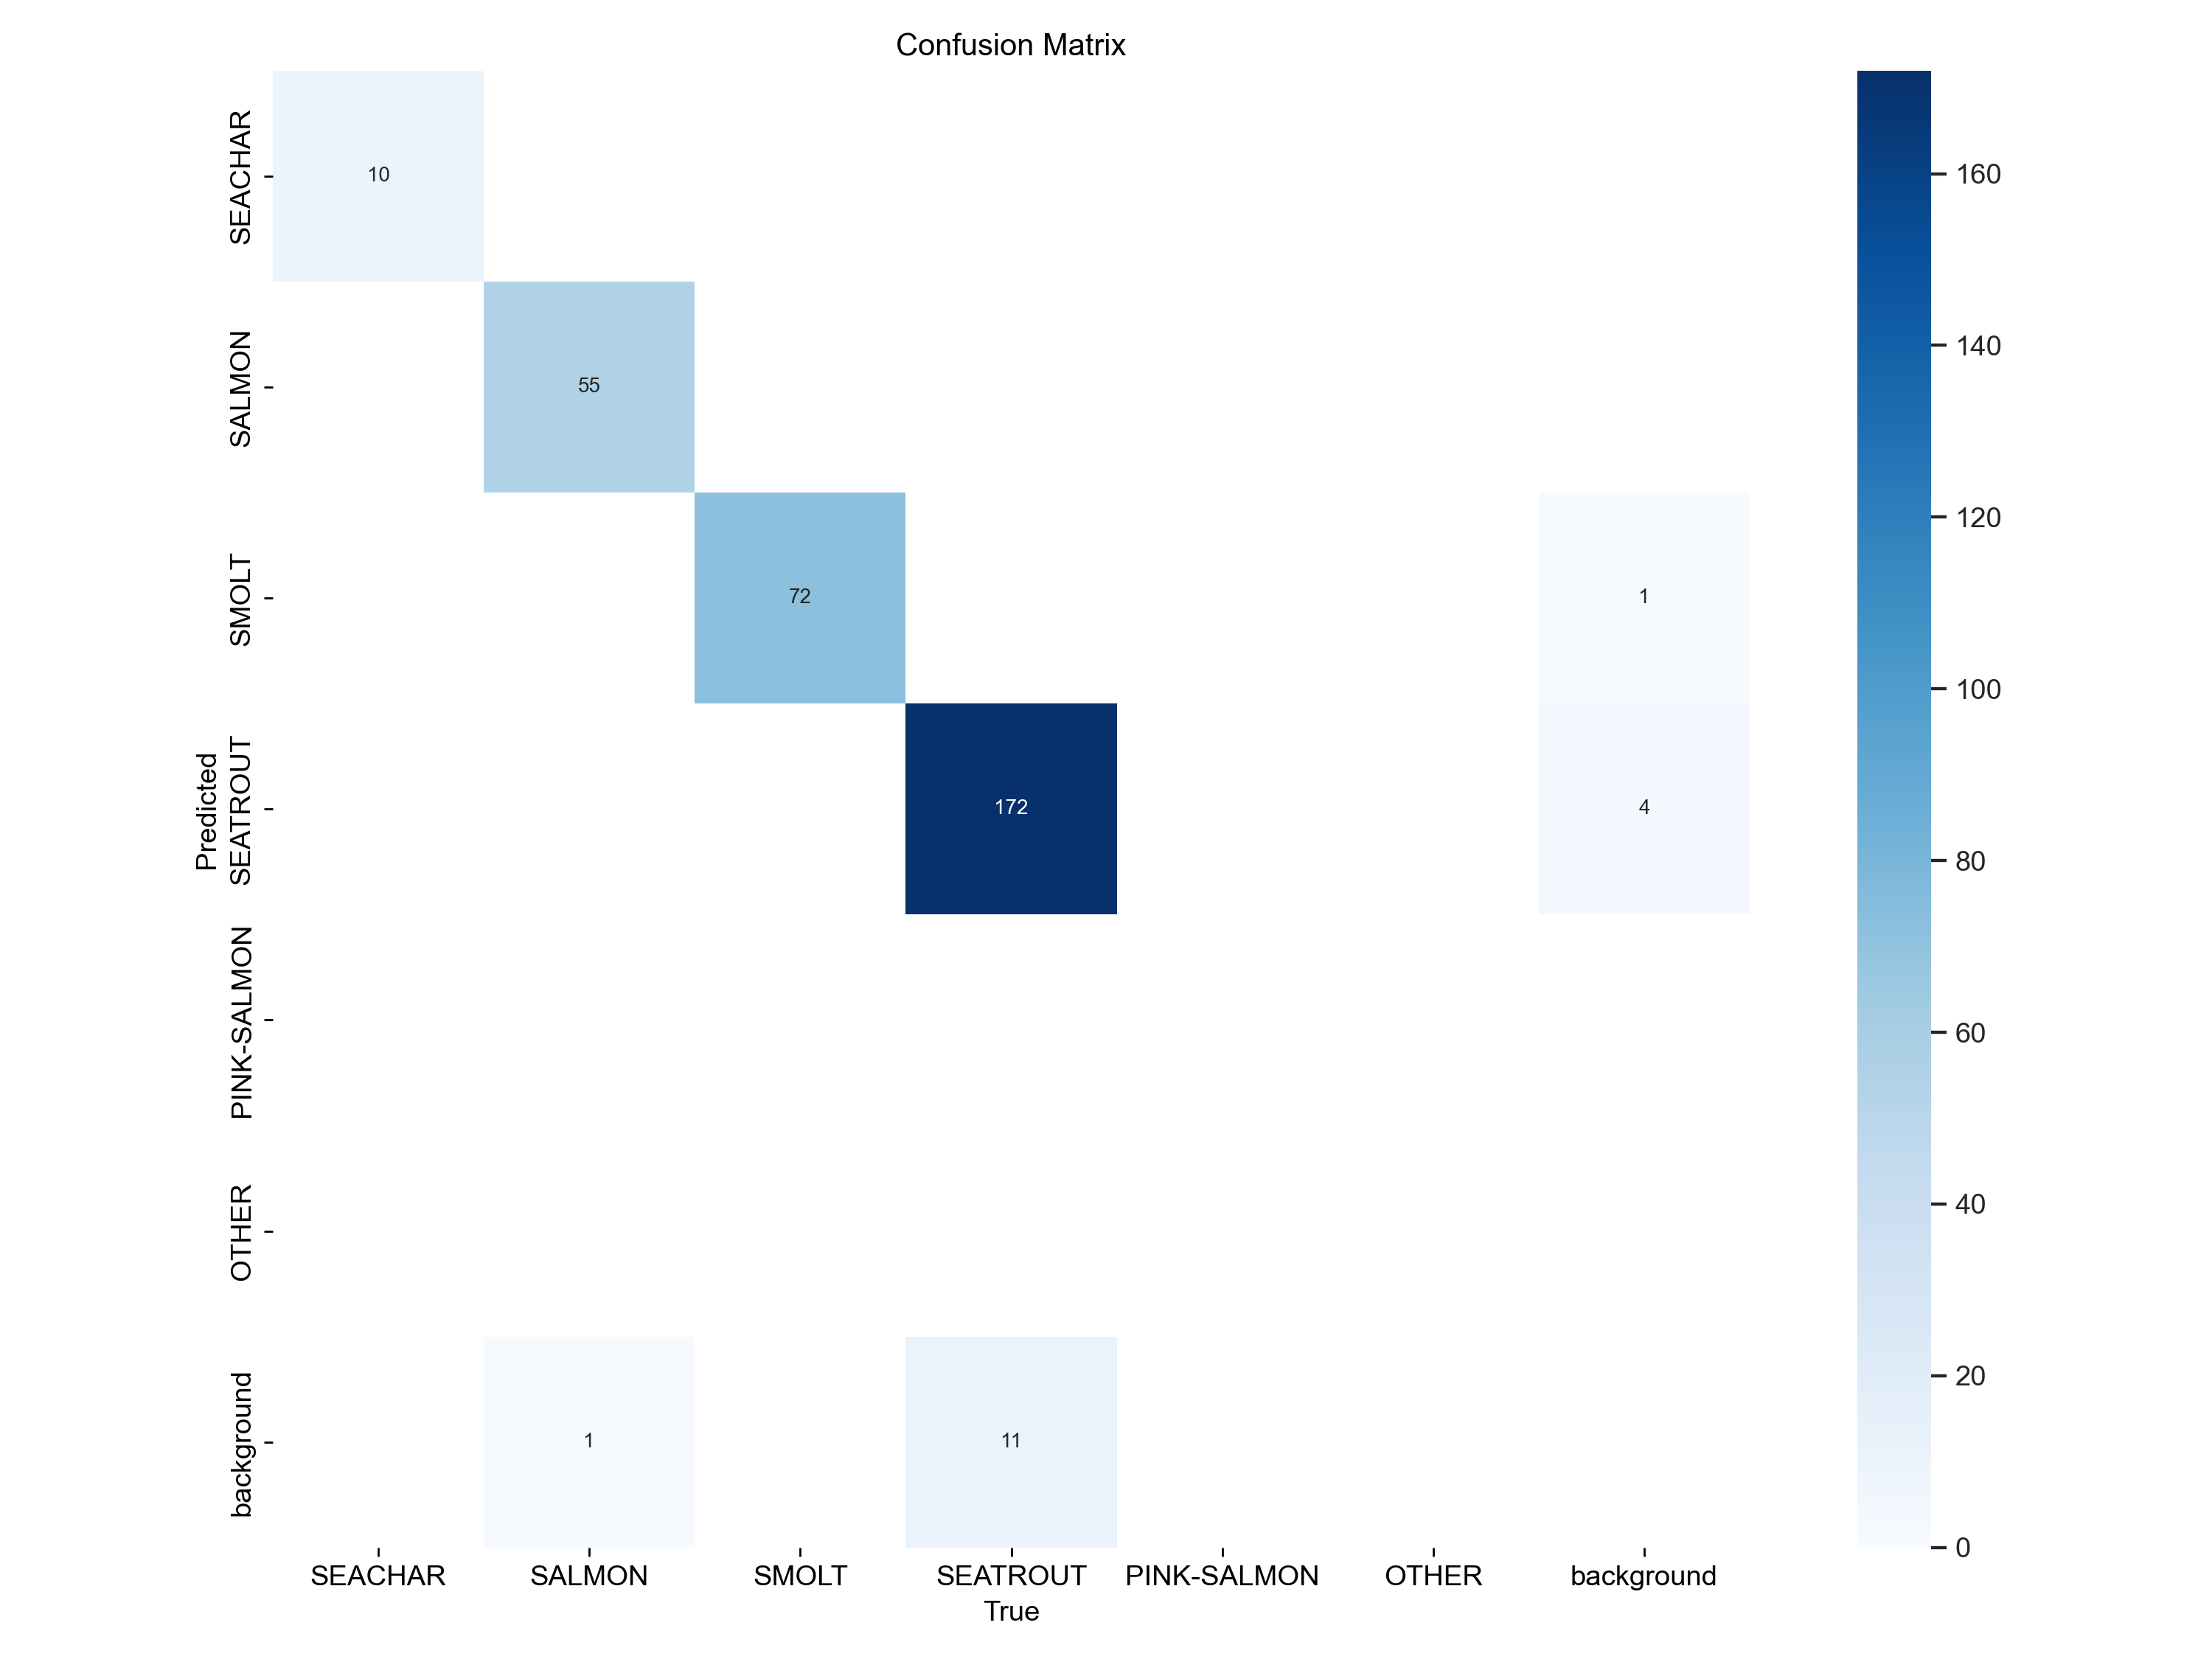 Confusion Matrix
Predicted
SEACHAR
SALMON
SMOLT
SEATROUT
PINK-SALMON
OTHER
background
10
55
72
1
172
4
1
11
SEACHAR SALMON SMOLT SEATROUT PINK-SALMON OTHER background
True
160
140
120
100
80
60
40
20
0